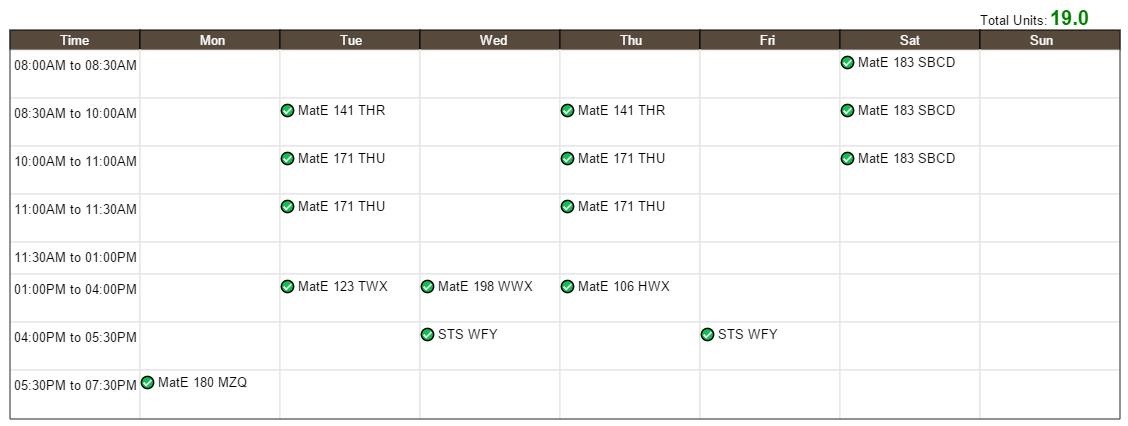 Total Units: 19.0
Time Mon Tue Wed Thu Fri Sat Sun
08:00AM to 08:30AM MatE 183 SBCD
08:30AM to 10:00AM MatE 141 THR MatE 141 THR MatE 183 SBCD
10:00AM to 11:00AM MatE 171 THU MatE 171 THU MatE 183 SBCD
11:00AM to 11:30AM MatE 171 THU MatE 171 THU
11:30AM to 01:00PM
01:00PM to 04:00PM MatE 123 TWX MatE 198 WWX MatE 106 HWX
04:00PM to 05:30PM STS WFY STS WFY
05:30PM to 07:30PM MatE 180 MZQ